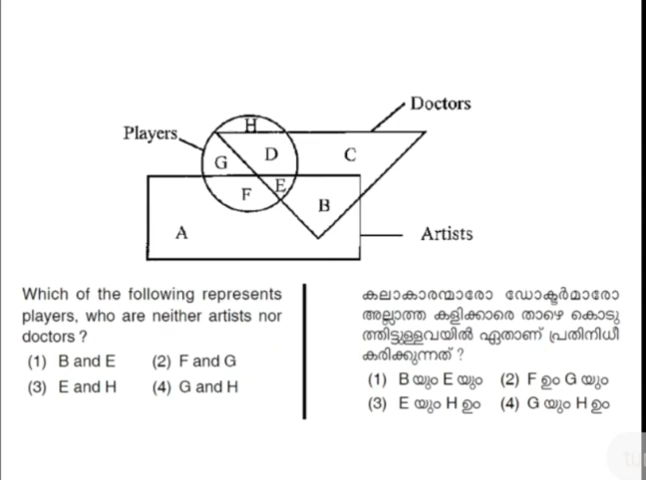 Doctors
Players
H
G
D
C
F
E
B
A
Artists
Which of the following represents
players, who are neither artists nor
doctors ?
(1) B and E (2) F and G
(3) E and H (4) G and H
കലാകാരന്മാരോ ഡോക്ടർമാരോ
അല്ലാത്ത കളിക്കാരെ താഴെ കൊടു
ത്തിട്ടുള്ളവയിൽ ഏതാണ് പ്രതിനിധീ
കരിക്കുന്നത് ?
(1) B യും E യും (2) F ഉം G യും
(3) E യും H ഉം (4) G യും H ഉം